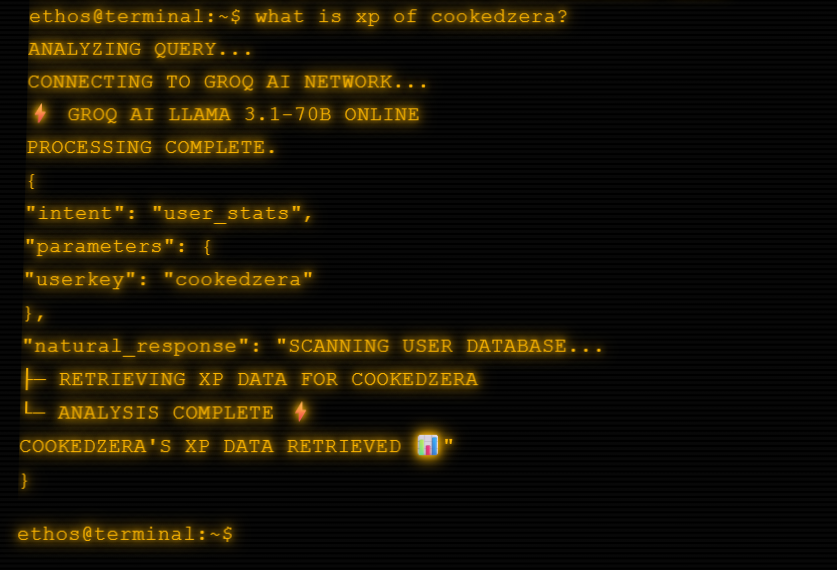 ethos@terminal:~$ what is xp of cookedzera?
ANALYZING QUERY...
CONNECTING TO GROQ AI NETWORK...
⚡ GROQ AI LLAMA 3.1-70B ONLINE
PROCESSING COMPLETE.
{
"intent": "user_stats",
"parameters": {
"userkey": "cookedzera"
},
"natural_response": "SCANNING USER DATABASE...
├─ RETRIEVING XP DATA FOR COOKEDZERA
└─ ANALYSIS COMPLETE ⚡
COOKEDZERA'S XP DATA RETRIEVED 📊"
}
ethos@terminal:~$